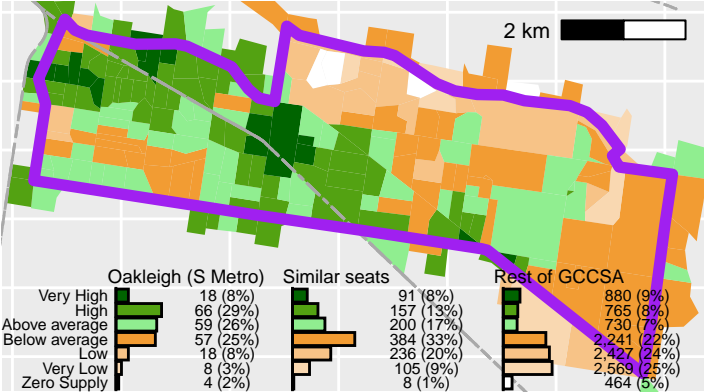 2 km
Oakleigh (S Metro) Similar seats Rest of GCCSA
Very High 18 (8%) 91 (8%) 880 (9%)
High 66 (29%) 157 (13%) 765 (8%)
Above average 59 (26%) 200 (17%) 730 (7%)
Below average 57 (25%) 384 (33%) 2,241 (22%)
Low 18 (8%) 236 (20%) 2,427 (24%)
Very Low 8 (3%) 105 (9%) 2,569 (25%)
Zero Supply 4 (2%) 8 (1%) 464 (5%)